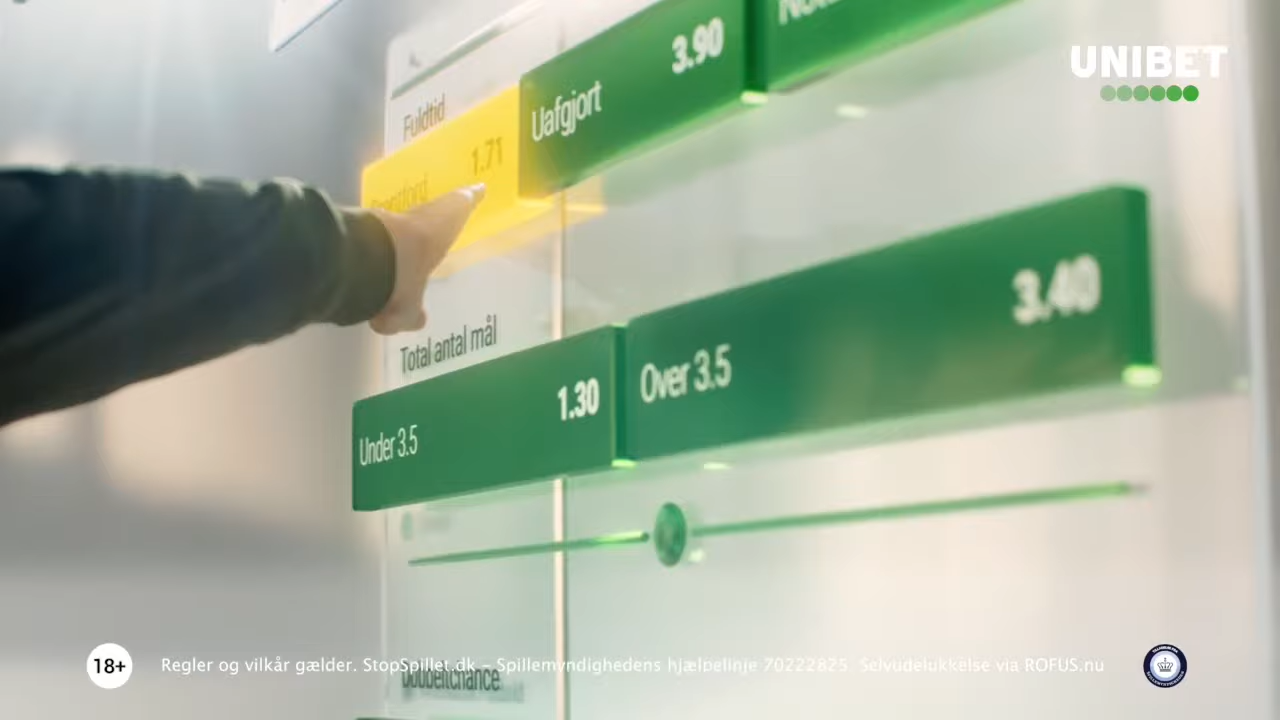 UNIBET
3.90
Fuldtid
Uafgjort
1.71
3.40
Total antal mål
Over 3.5
1.30
Under 3.5
18+
Regler og vilkår gælder. StopSpillet.dk – Spillemyndighedens hjælpelinje 70222825. Selvudelukkelse via ROFUS.nu
Dobbeltchance